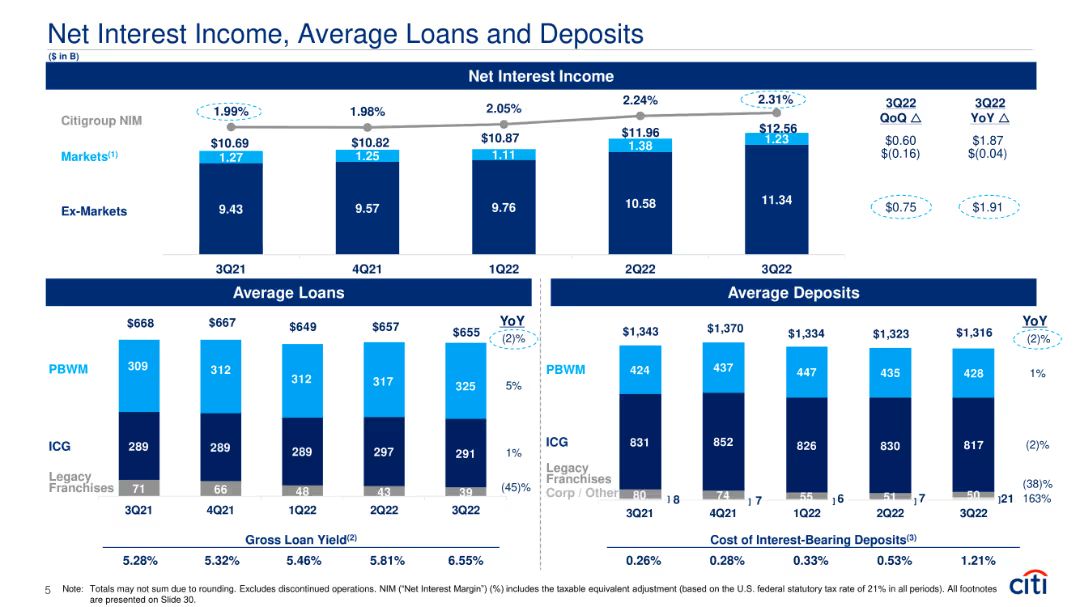 Net Interest Income, Average Loans and Deposits
($ in B)
Net Interest Income
Citigroup NIM
1.99%
1.98%
2.05%
2.24%
2.31%
3Q22
QoQ △
3Q22
YoY △
$10.69
$10.82
$10.87
$11.96
$12.56
$0.60
$1.87
Markets(1)
1.27
1.25
1.11
1.38
1.23
$(0.16)
$(0.04)
Ex-Markets
9.43
9.57
9.76
10.58
11.34
$0.75
$1.91
3Q21
4Q21
1Q22
2Q22
3Q22
Average Loans
$668
$667
$649
$657
$655
YoY
(2)%
PBWM
309
312
312
317
325
5%
ICG
289
289
289
297
291
1%
Legacy
Franchises
71
66
48
43
39
(45)%
3Q21
4Q21
1Q22
2Q22
3Q22
Gross Loan Yield(2)
5.28%
5.32%
5.46%
5.81%
6.55%
Average Deposits
$1,343
$1,370
$1,334
$1,323
$1,316
YoY
(2)%
PBWM
424
437
447
435
428
1%
ICG
831
852
826
830
817
(2)%
Legacy
Franchises
80
74
55
51
50
(38)%
Corp / Other
8
7
6
7
21
163%
3Q21
4Q21
1Q22
2Q22
3Q22
Cost of Interest-Bearing Deposits(3)
0.26%
0.28%
0.33%
0.53%
1.21%
5
Note: Totals may not sum due to rounding. Excludes discontinued operations. NIM (“Net Interest Margin”) (%) includes the taxable equivalent adjustment (based on the U.S. federal statutory tax rate of 21% in all periods). All footnotes
are presented on Slide 30.
citi